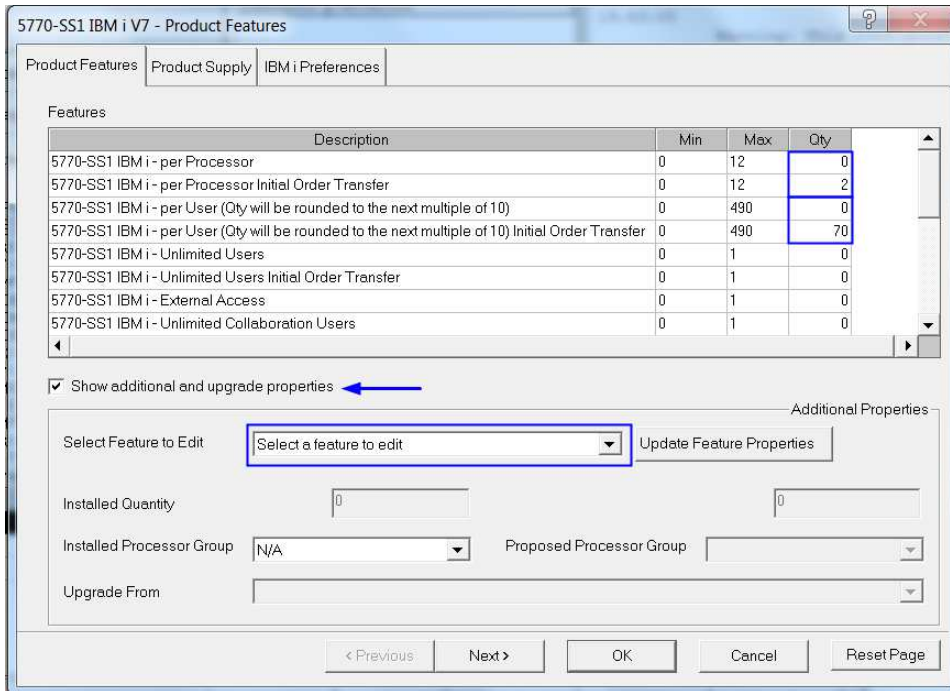 5770-SS1 IBM i V7 - Product Features
Product Features Product Supply IBM i Preferences
Features
Description Min Max Qty
5770-SS1 IBM i - per Processor 0 12 0
5770-SS1 IBM i - per Processor Initial Order Transfer 0 12 2
5770-SS1 IBM i - per User (Qty will be rounded to the next multiple of 10) 0 490 0
5770-SS1 IBM i - per User (Qty will be rounded to the next multiple of 10) Initial Order Transfer 0 490 70
5770-SS1 IBM i - Unlimited Users 0 1 0
5770-SS1 IBM i - Unlimited Users Initial Order Transfer 0 1 0
5770-SS1 IBM i - External Access 0 1 0
5770-SS1 IBM i - Unlimited Collaboration Users 0 1 0
Show additional and upgrade properties
Additional Properties
Select Feature to Edit Select a feature to edit Update Feature Properties
Installed Quantity 0 0
Installed Processor Group N/A Proposed Processor Group
Upgrade From
< Previous Next > OK Cancel Reset Page